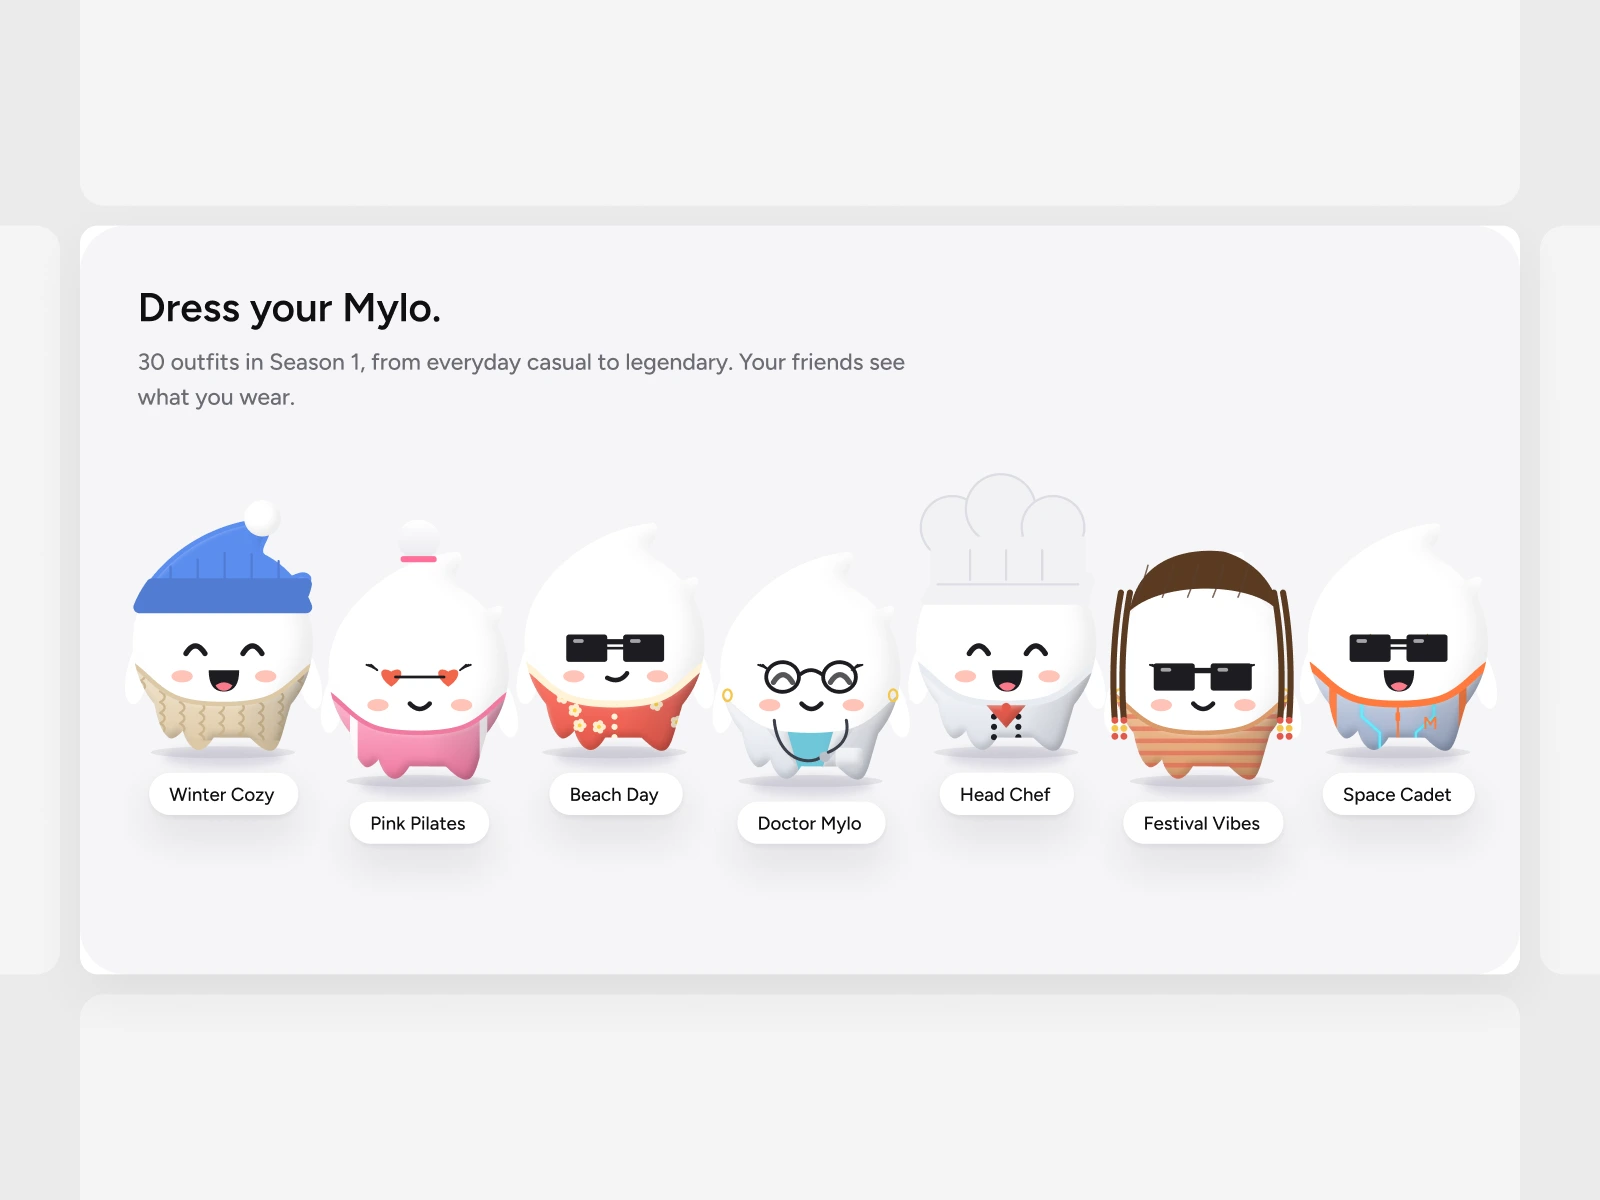 Dress your Mylo.
30 outfits in Season 1, from everyday casual to legendary. Your friends see
what you wear.
M
Winter Cozy
Pink Pilates
Beach Day
Doctor Mylo
Head Chef
Festival Vibes
Space Cadet